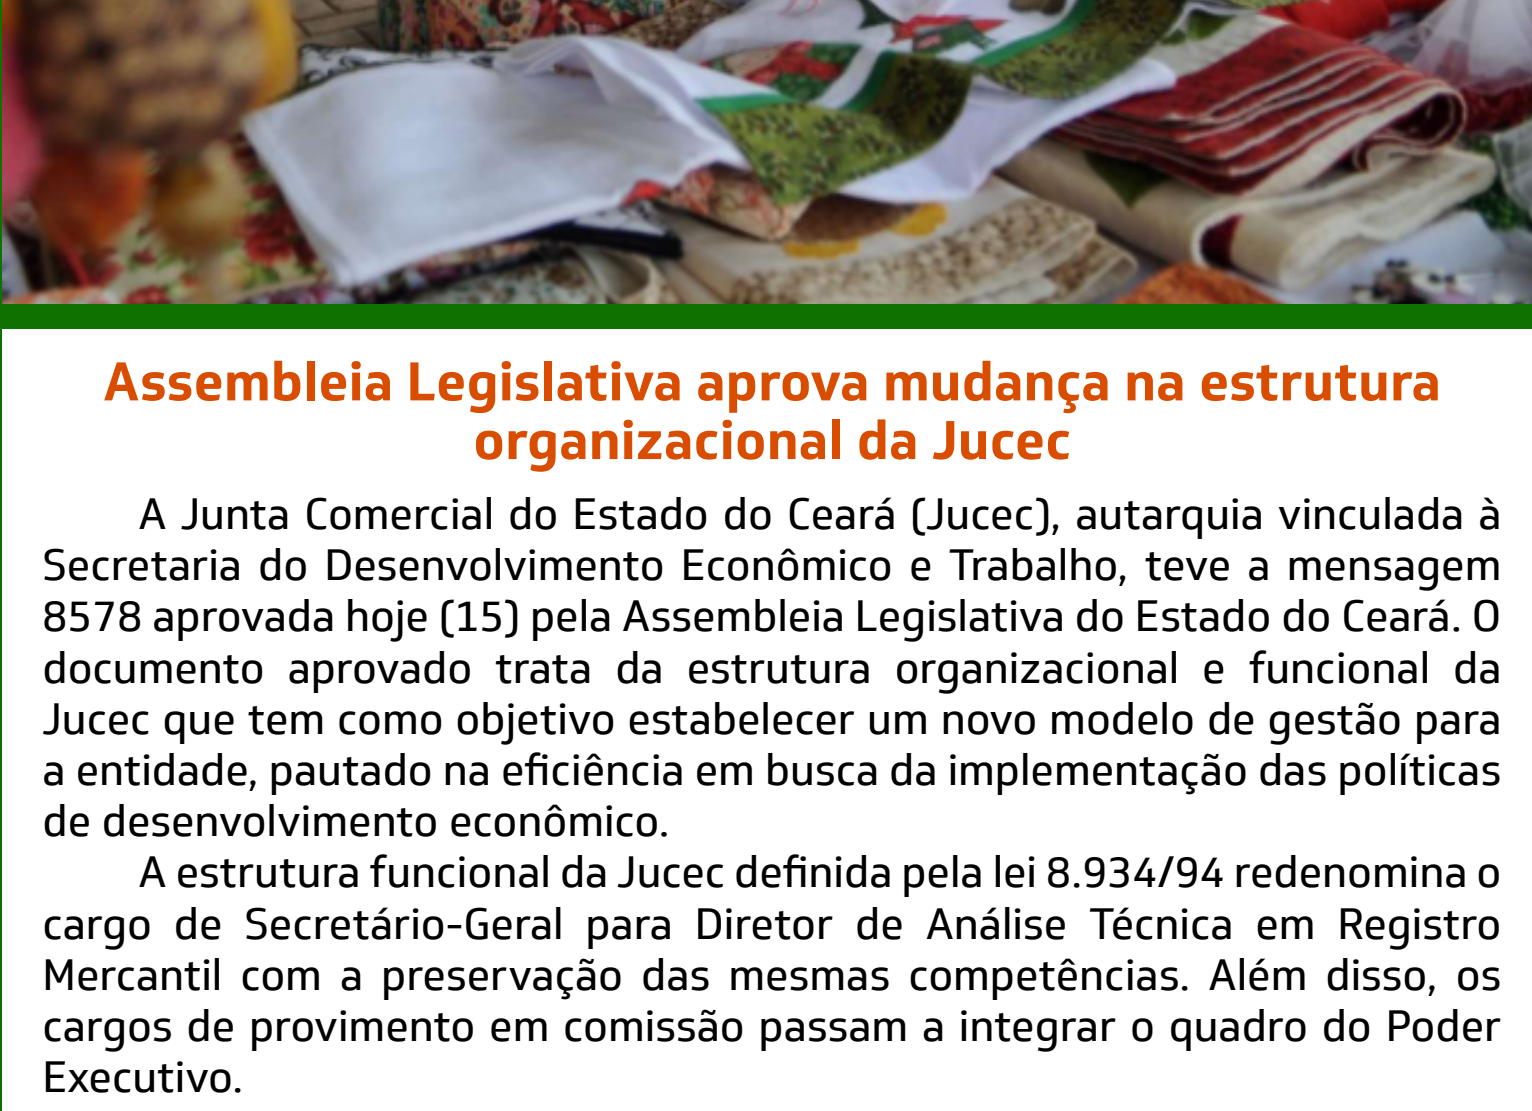 Assembleia Legislativa aprova mudança na estrutura
organizacional da Jucec
A Junta Comercial do Estado do Ceará (Jucec), autarquia vinculada à
Secretaria do Desenvolvimento Econômico e Trabalho, teve a mensagem
8578 aprovada hoje (15) pela Assembleia Legislativa do Estado do Ceará. O
documento aprovado trata da estrutura organizacional e funcional da
Jucec que tem como objetivo estabelecer um novo modelo de gestão para
a entidade, pautado na eficiência em busca da implementação das políticas
de desenvolvimento econômico.
A estrutura funcional da Jucec definida pela lei 8.934/94 redenomina o
cargo de Secretário-Geral para Diretor de Análise Técnica em Registro
Mercantil com a preservação das mesmas competências. Além disso, os
cargos de provimento em comissão passam a integrar o quadro do Poder
Executivo.